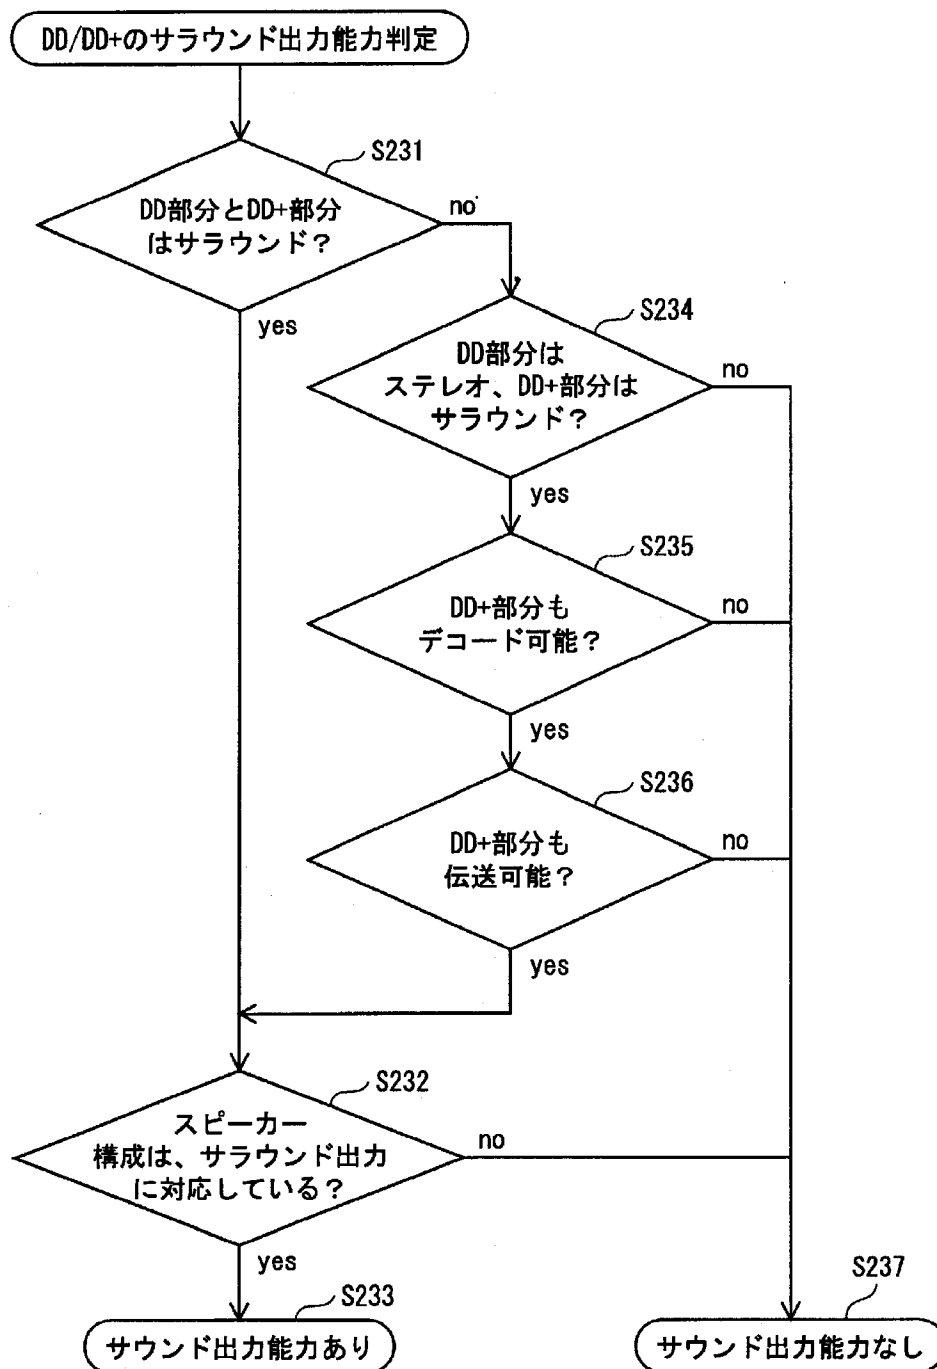 DD/DD+のサラウンド出力能力判定
S231
DD部分とDD+部分
はサラウンド?
no
yes
S234
DD部分は
ステレオ、DD+部分は
サラウンド?
no
yes
S235
DD+部分も
デコード可能?
no
yes
S236
DD+部分も
伝送可能?
no
yes
S232
スピーカー
構成は、サラウンド出力
に対応している?
no
yes
S233
サウンド出力能力あり
S237
サウンド出力能力なし